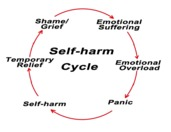 Shame/
Grief
Emotional
Suffering
Self-harm
Cycle
Temporary
Relief
Emotional
Overload
Self-harm
Panic